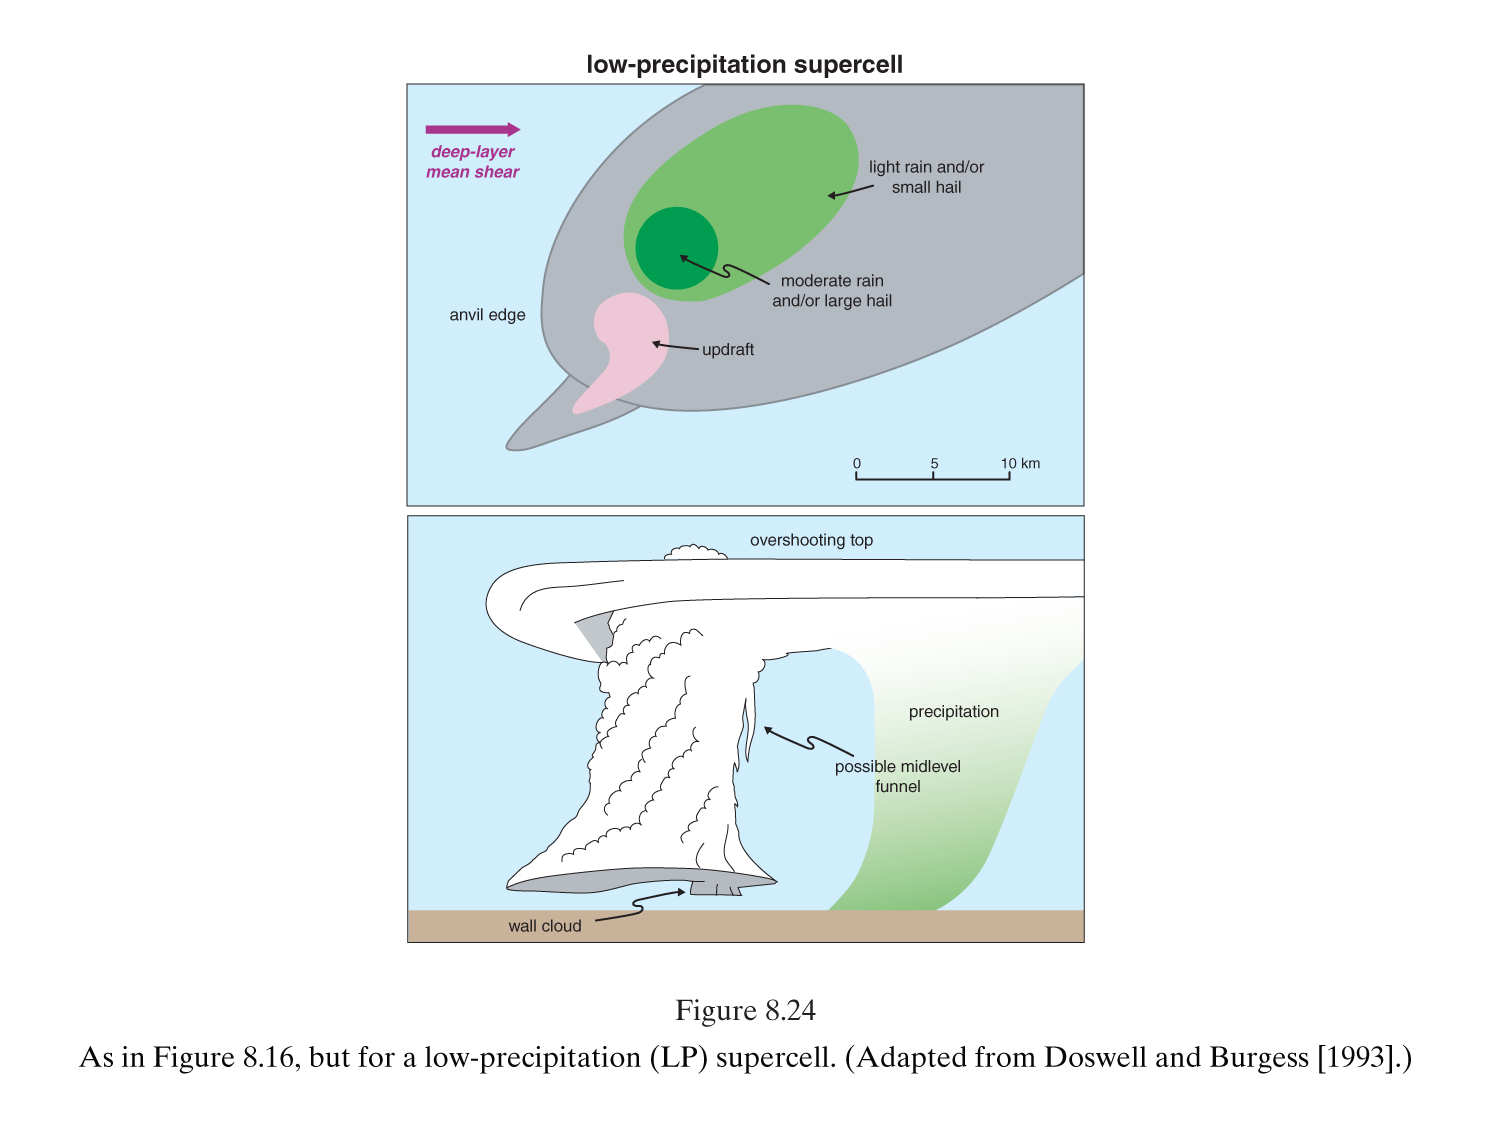 low-precipitation supercell
deep-layer
mean shear
light rain and/or
small hail
moderate rain
and/or large hail
anvil edge
updraft
0 5 10 km
overshooting top
precipitation
possible midlevel
funnel
wall cloud
Figure 8.24
As in Figure 8.16, but for a low-precipitation (LP) supercell. (Adapted from Doswell and Burgess [1993].)